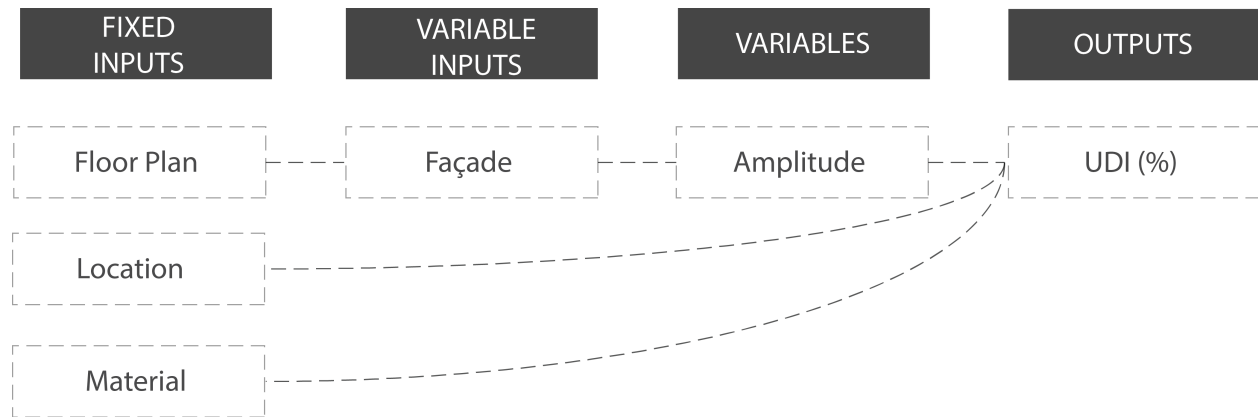 FIXED
INPUTS
VARIABLE
INPUTS
VARIABLES
OUTPUTS
Floor Plan
Façade
Amplitude
UDI (%)
Location
Material